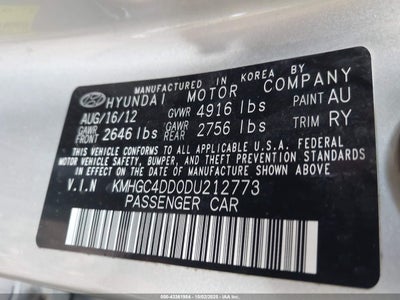 MANUFACTURED IN KOREA BY
HYUNDAI MOTOR COMPANY
AUG/16/12 GVWR 4916 lbs PAINT AU
GAWR FRONT 2646 lbs GAWR REAR 2756 lbs TRIM RY
THIS VEHICLE CONFORMS TO ALL APPLICABLE U.S.A. FEDERAL
MOTOR VEHICLE SAFETY, BUMPER, AND THEFT PREVENTION STANDARDS
IN EFFECT ON THE DATE OF MANUFACTURE SHOWN ABOVE.
V.I.N KMHGC4DD0DU212773
PASSENGER CAR